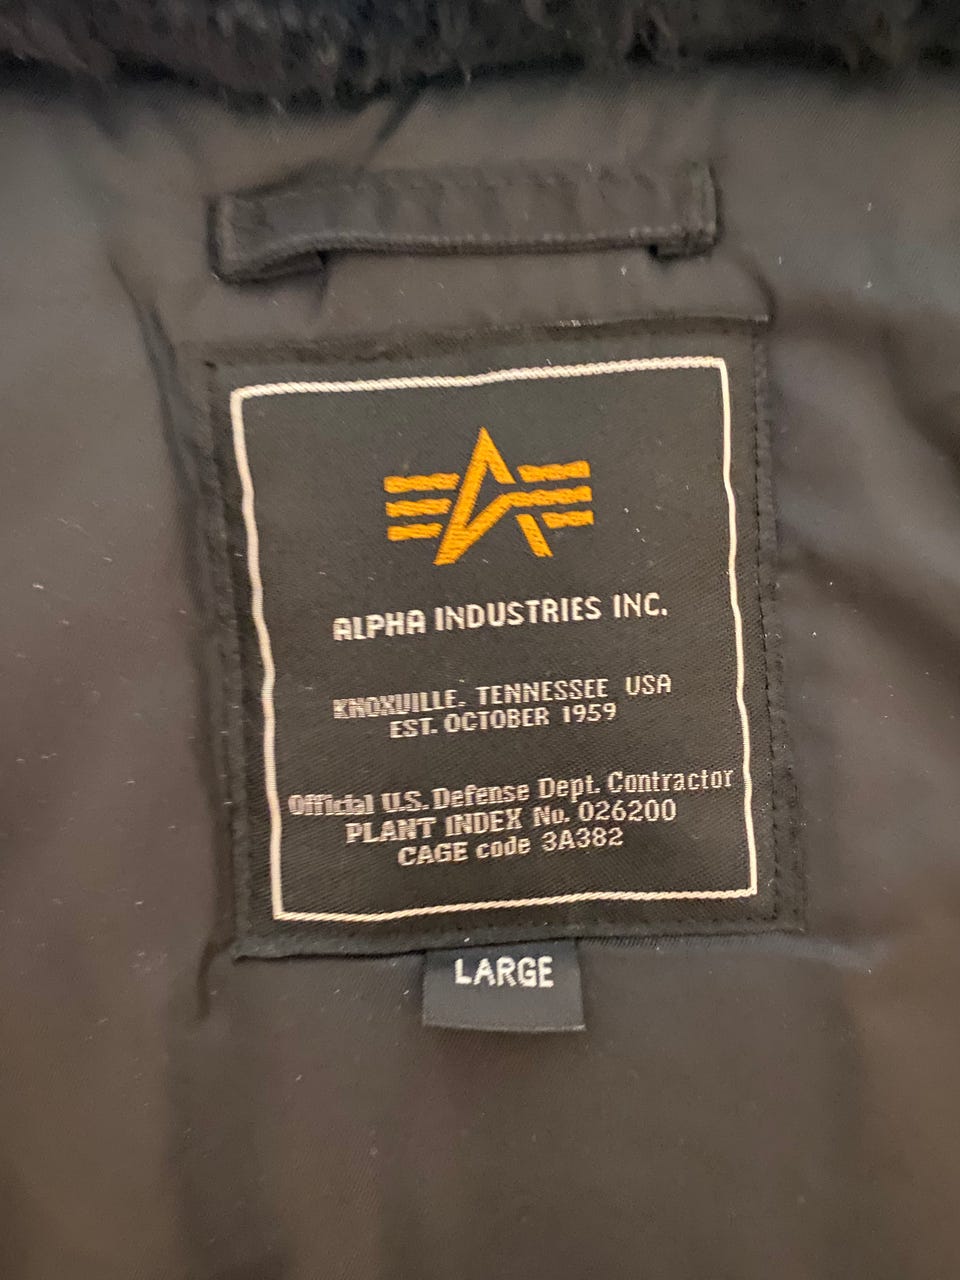 ALPHA INDUSTRIES INC.
KNOXVILLE, TENNESSEE USA
EST. OCTOBER 1959
Official U.S. Defense Dept. Contractor
PLANT INDEX No. 026200
CAGE code 3A382
LARGE